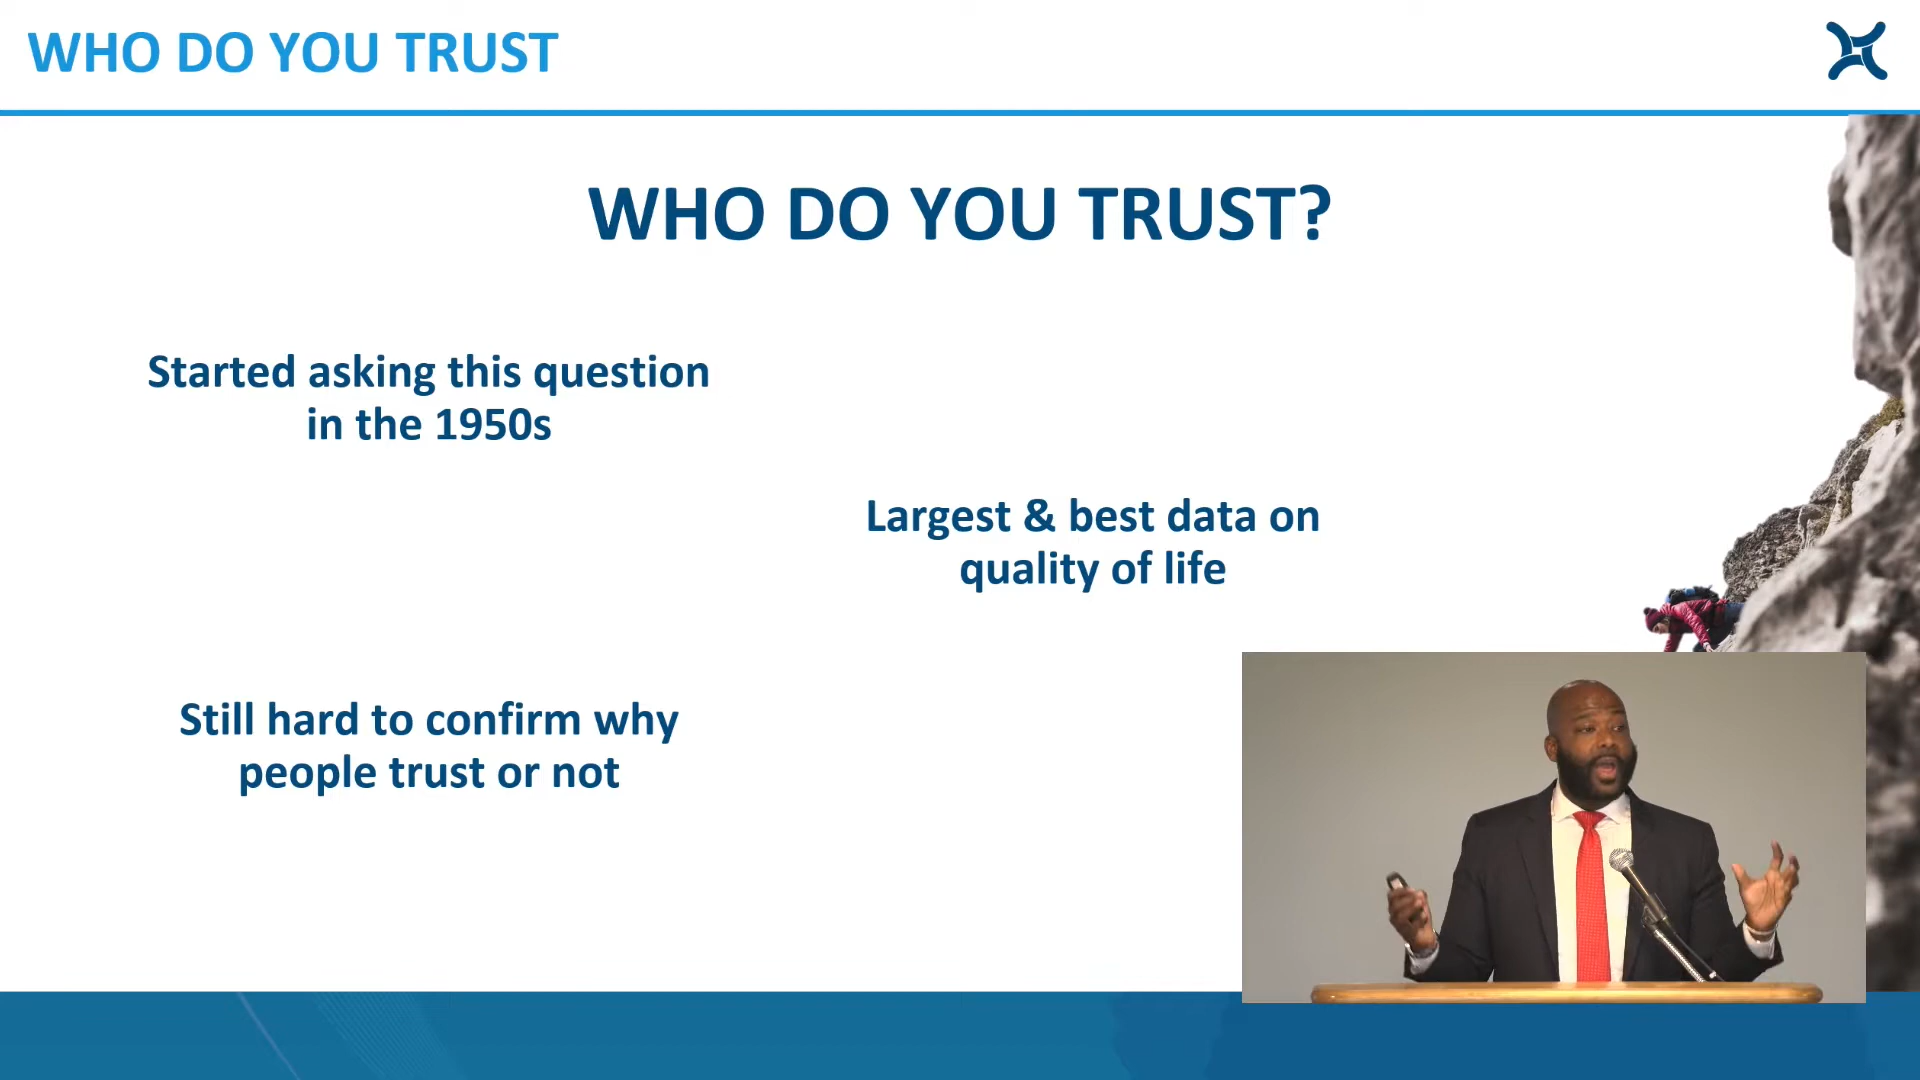 WHO DO YOU TRUST
WHO DO YOU TRUST?
Started asking this question
in the 1950s
Largest & best data on
quality of life
Still hard to confirm why
people trust or not